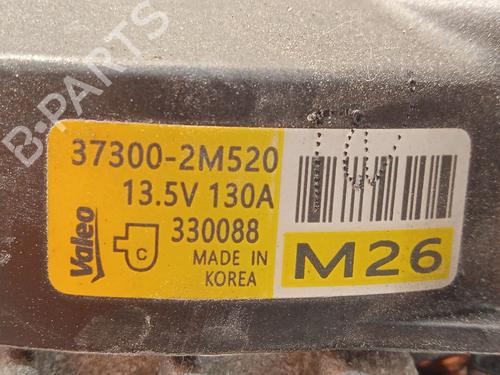 B-PARTS
37300-2M520
13.5V 130A
Valeo
C
330088
MADE IN
KOREA
M26